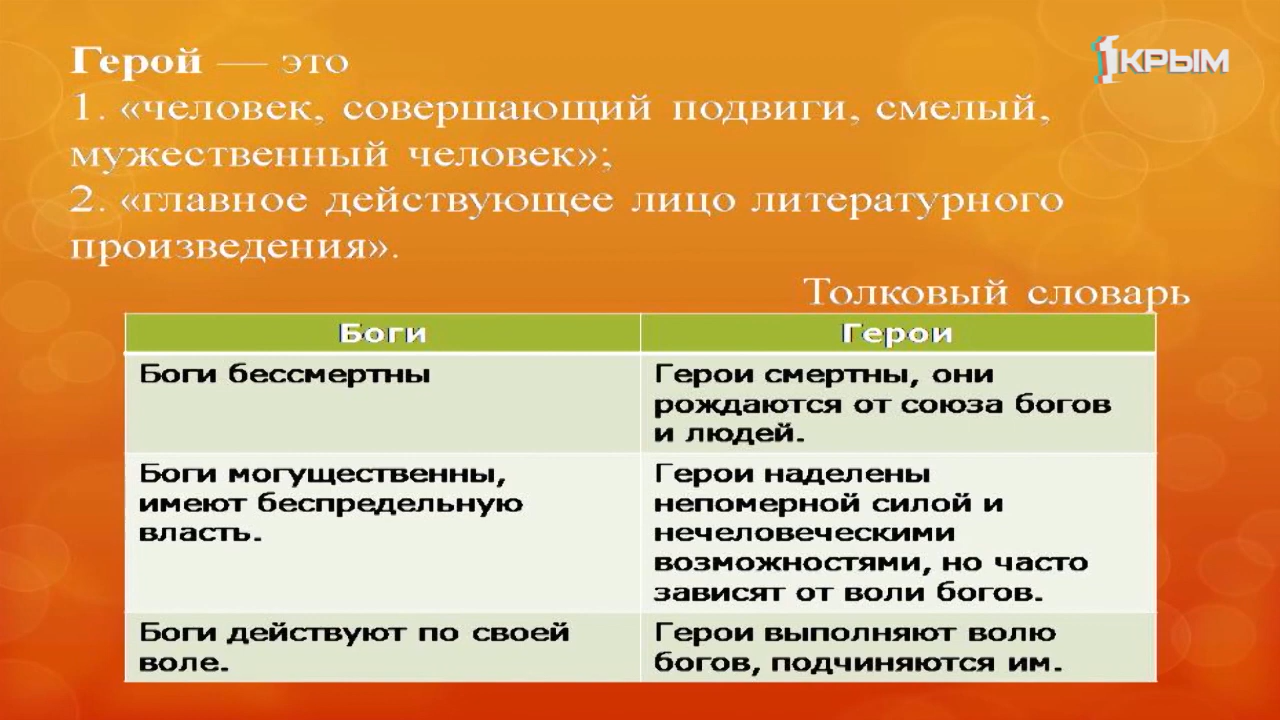 1КРЫМ
Герой — это
1. «человек, совершающий подвиги, смелый,
мужественный человек»;
2. «главное действующее лицо литературного
произведения».
Толковый словарь
Боги
Герои
Боги бессмертны
Герои смертны, они
рождаются от союза богов
и людей.
Боги могущественны,
имеют беспредельную
власть.
Герои наделены
непомерной силой и
нечеловеческими
возможностями, но часто
зависят от воли богов.
Боги действуют по своей
воле.
Герои выполняют волю
богов, подчиняются им.